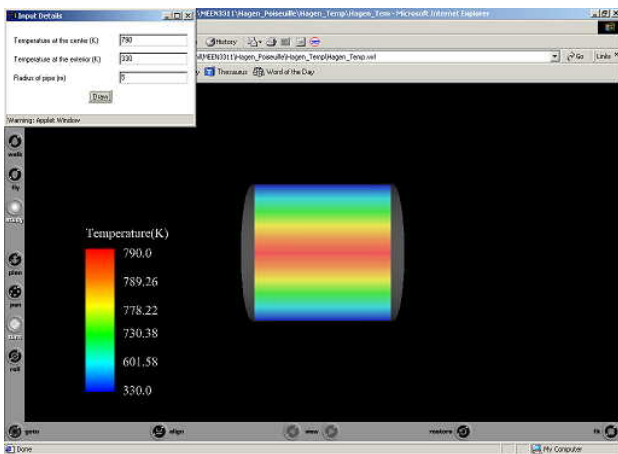 Input Details
\MEEN3011\Hagen_Poiseuille\Hagen_Temp\Hagen_Tem - Microsoft Internet Explorer
Temperature at the center (K) 790
Temperature at the exterior (K) 330
Radius of pipe (m)
Draw
Warning: Applet Window
History
\MEEN3011\Hagen_Poiseuille\Hagen_Temp\Hagen_Temp.wrl
Go Links
Thesaurus Word of the Day
walk
fly
study
plan
pan
turn
roll
Temperature(K)
790.0
789.26
778.22
730.38
601.58
330.0
goto align view restore fit
Done My Computer